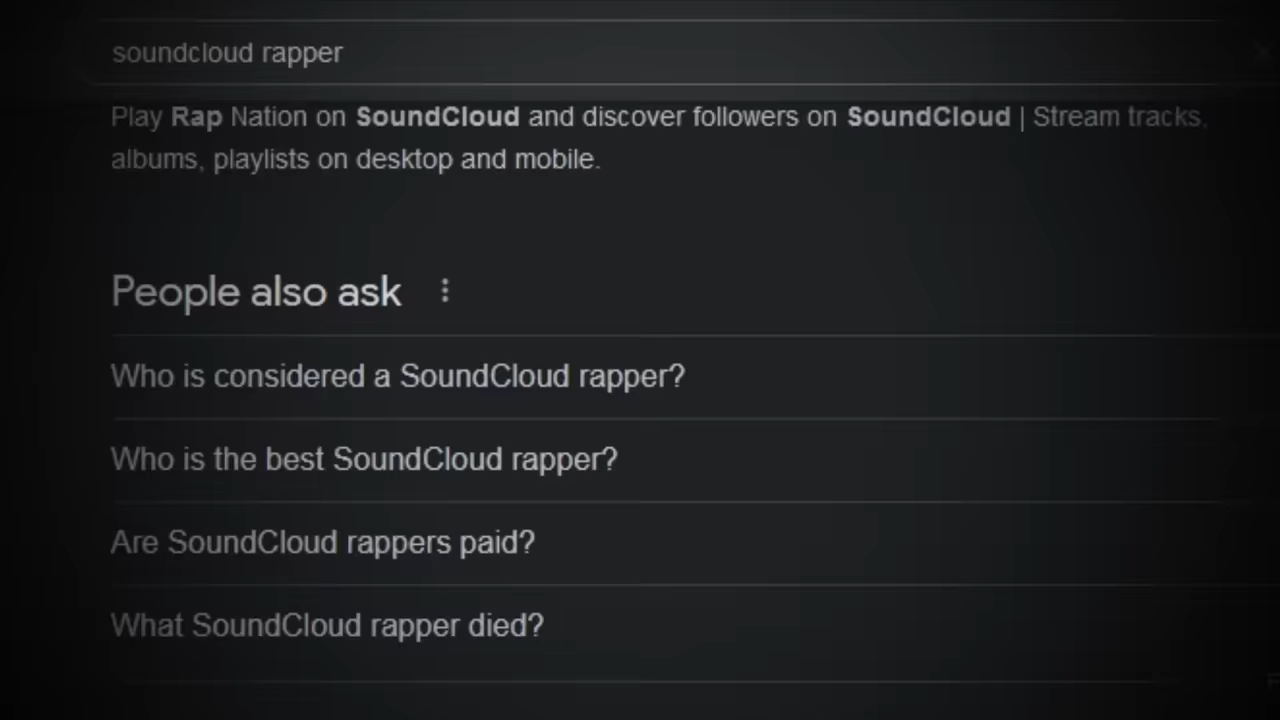 soundcloud rapper
Play Rap Nation on SoundCloud and discover followers on SoundCloud | Stream tracks,
albums, playlists on desktop and mobile.
People also ask
Who is considered a SoundCloud rapper?
Who is the best SoundCloud rapper?
Are SoundCloud rappers paid?
What SoundCloud rapper died?